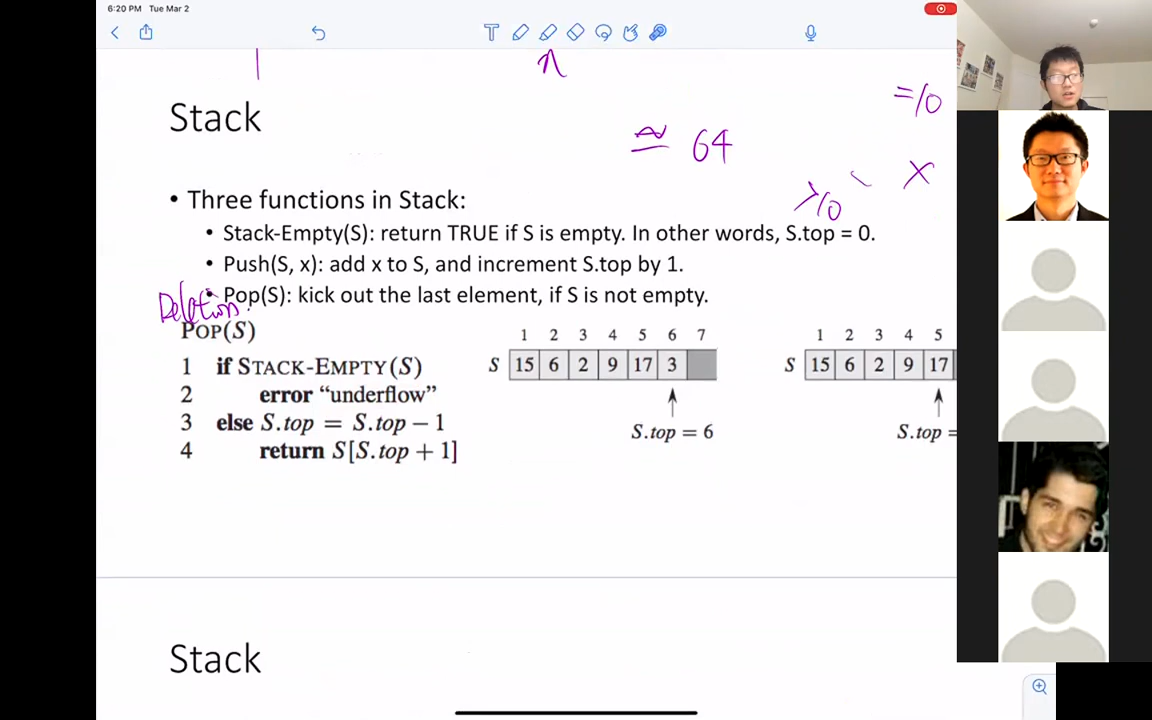 6:20 PM Tue Mar 2
T
n
Stack
=10
≅ 64
x
>10
• Three functions in Stack:
• Stack-Empty(S): return TRUE if S is empty. In other words, S.top = 0.
• Push(S, x): add x to S, and increment S.top by 1.
• Pop(S): kick out the last element, if S is not empty.
Deletion
POP(S)
1 if STACK-EMPTY(S)
2 error “underflow”
3 else S.top = S.top − 1
4 return S[S.top + 1]
1 2 3 4 5 6 7
S 15 6 2 9 17 3
S.top = 6
1 2 3 4 5
S 15 6 2 9 17
S.top =
Stack